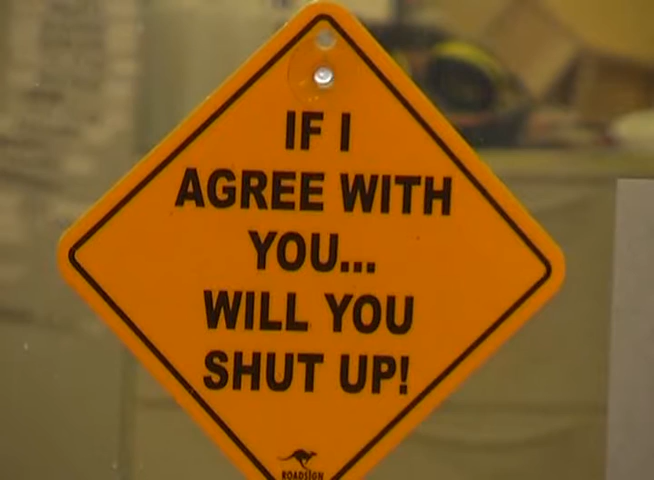 IF I
AGREE WITH
YOU...
WILL YOU
SHUT UP!
ROADSIGN